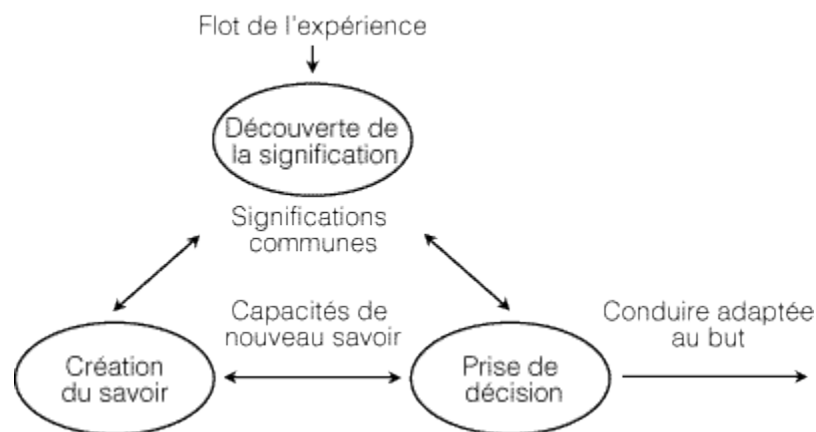 Flot de l'expérience
Découverte de
la signification
Significations
communes
Capacités de
nouveau savoir
Conduire adaptée
au but
Création
du savoir
Prise de
décision